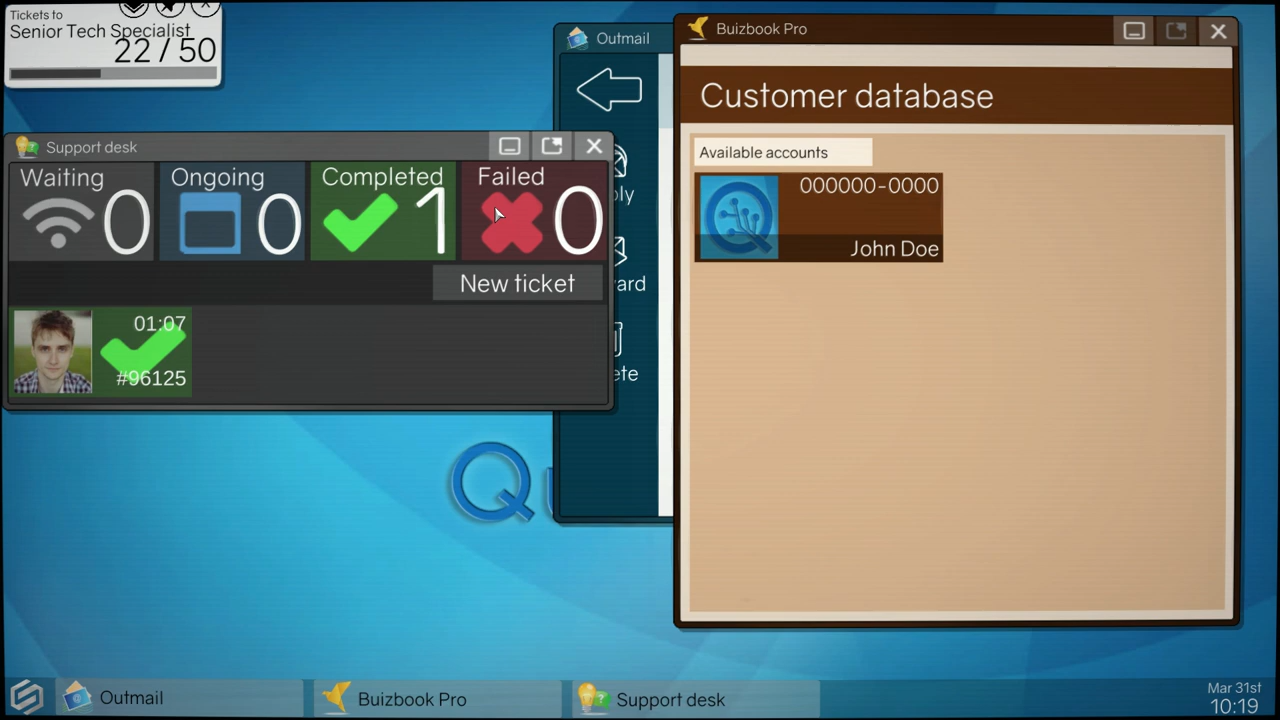 Tickets to
Senior Tech Specialist
22 / 50
Outmail
Buizbook Pro
Customer database
Available accounts
000000-0000
John Doe
Support desk
Waiting
0
Ongoing
0
Completed
1
Failed
0
New ticket
01:07
#96125
ly
ard
ete
Q
Outmail
Buizbook Pro
Support desk
Mar 31st
10:19